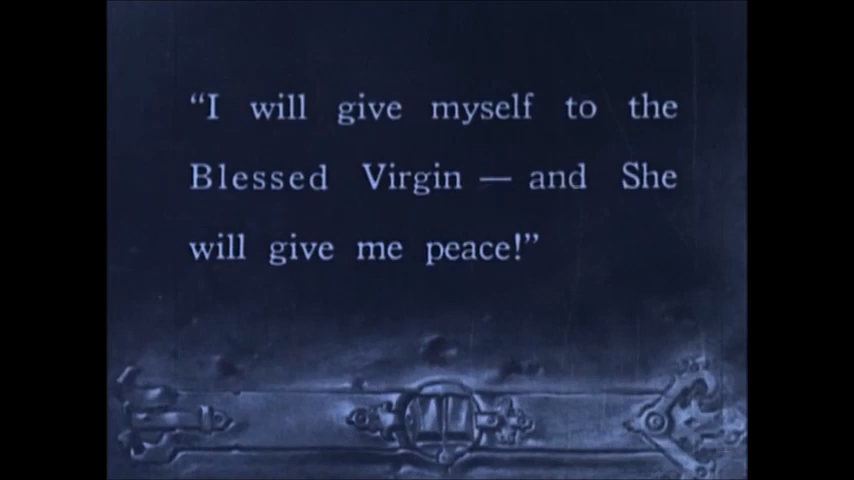 “I will give myself to the
Blessed Virgin — and She
will give me peace!”